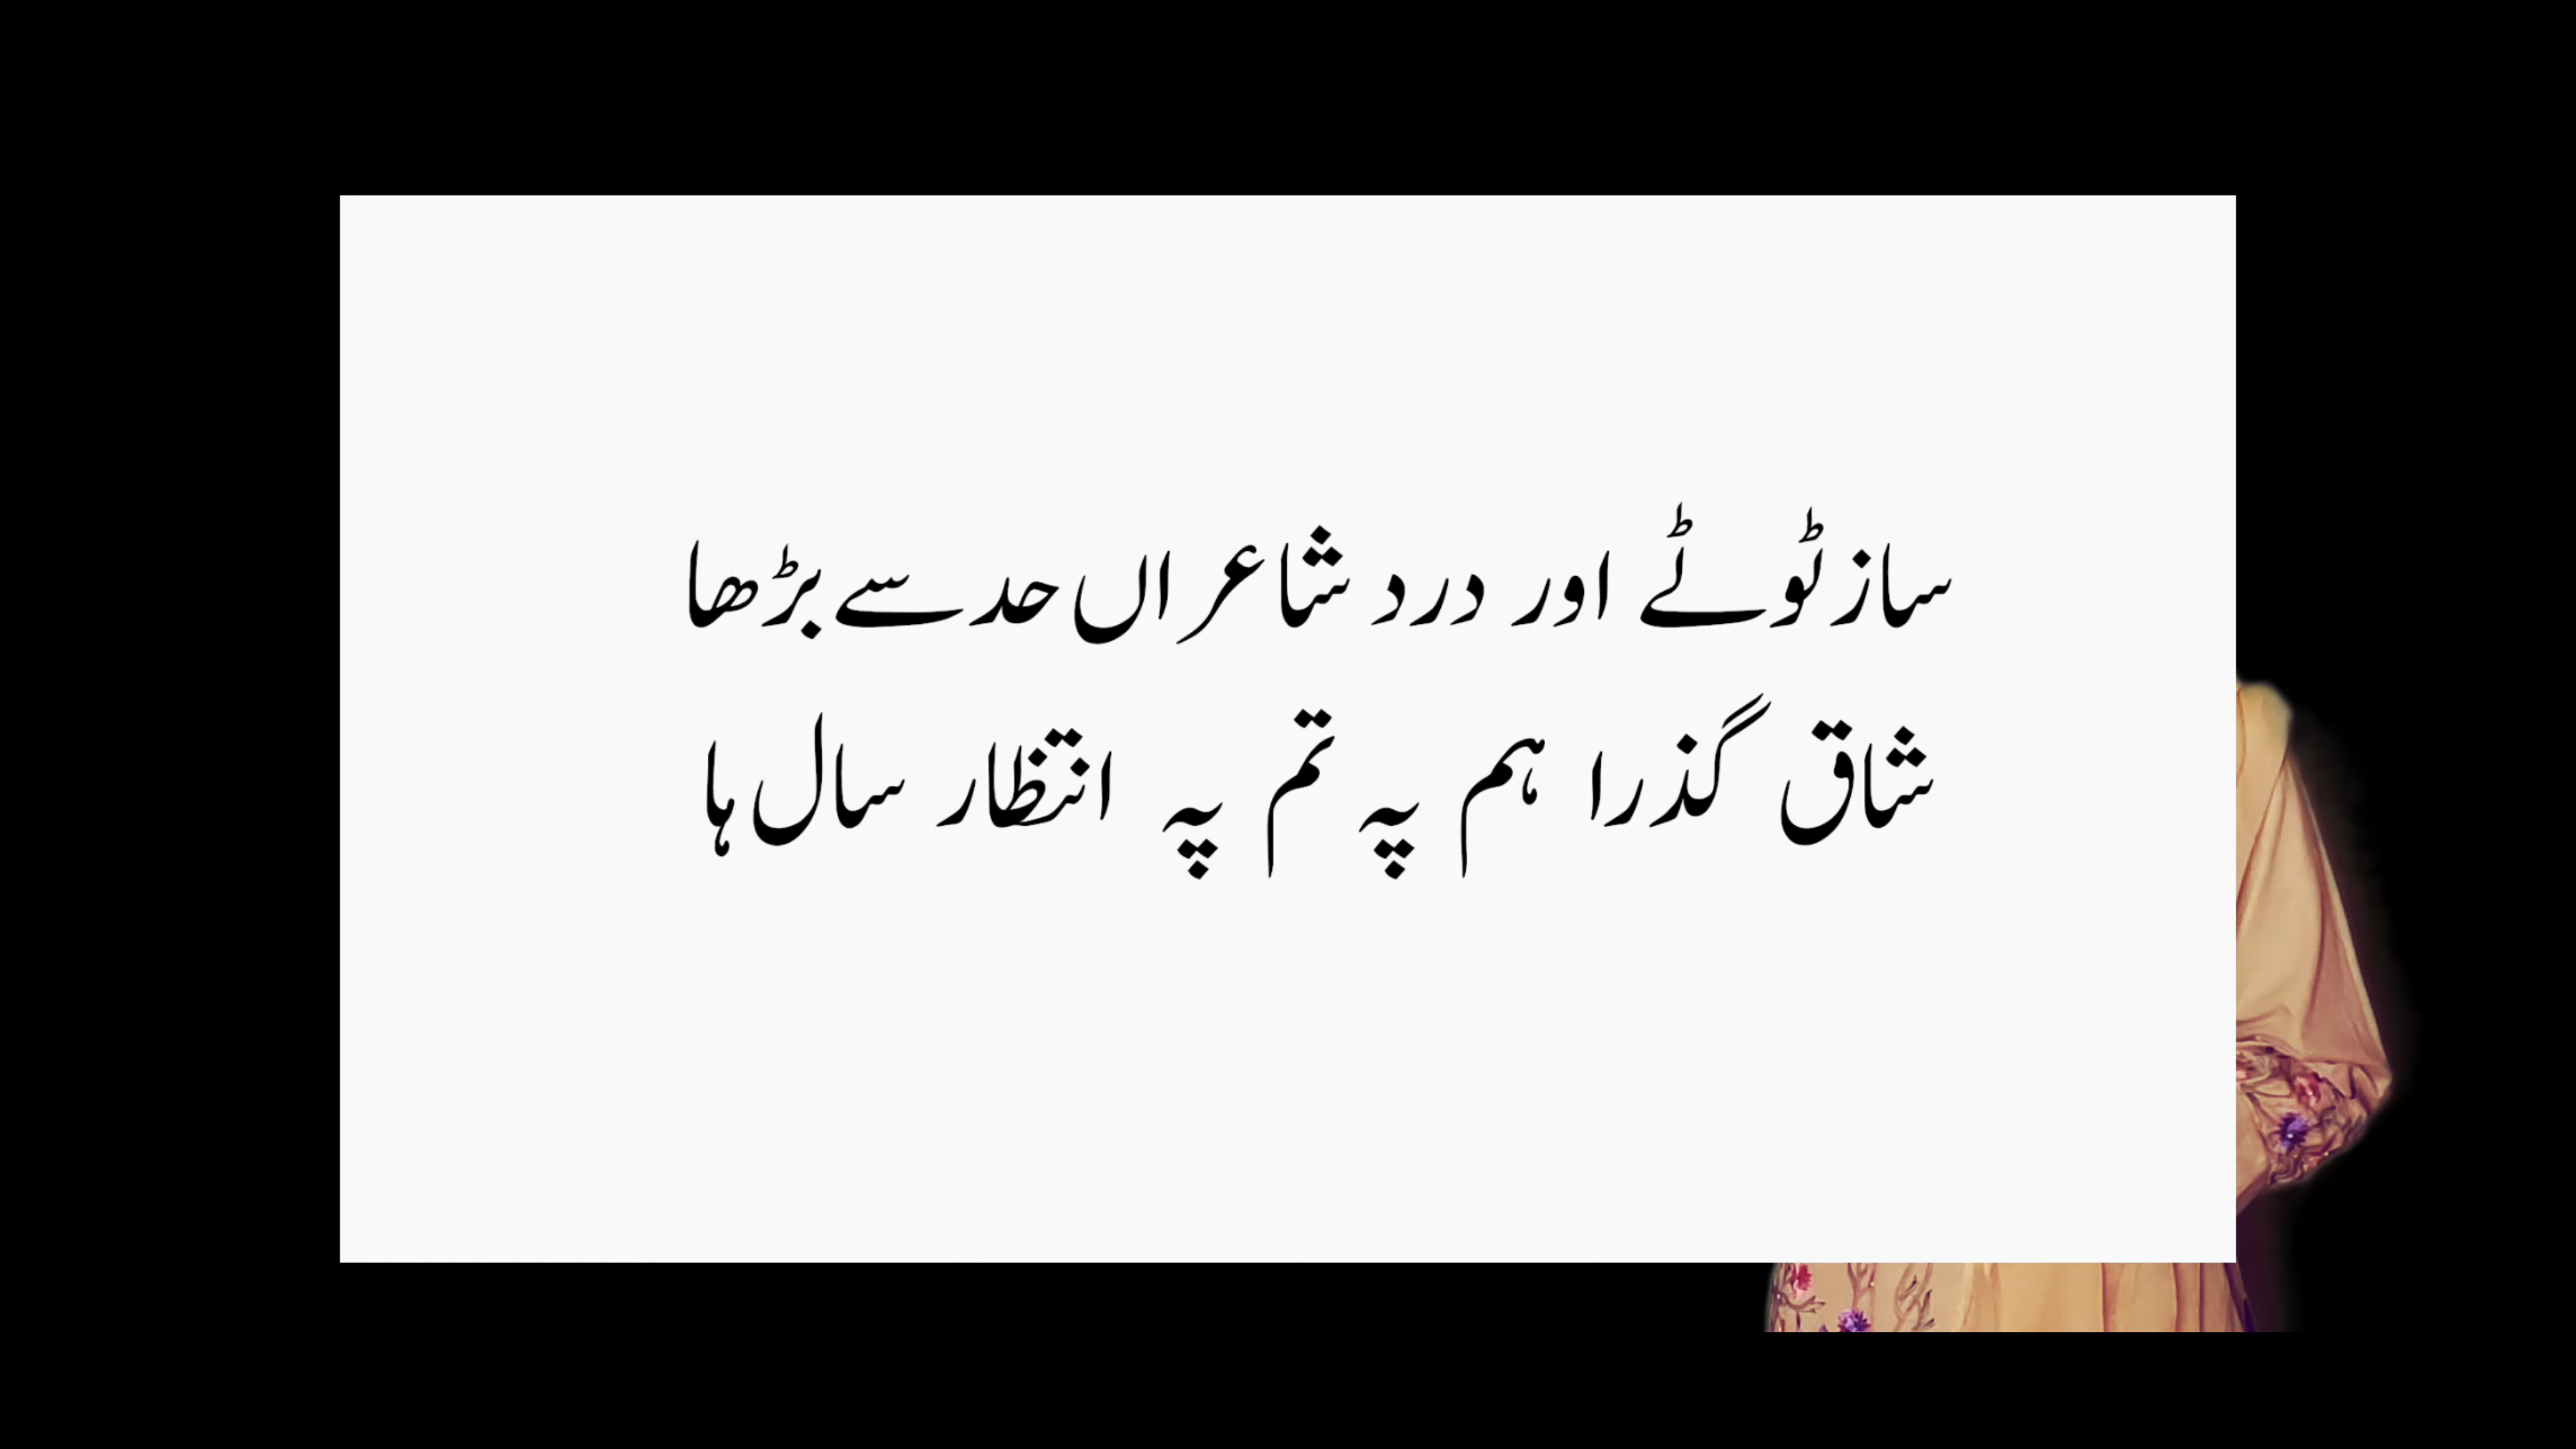 ساز ٹوٹے اور درد شاعراں حد سے بڑھا
شاق گذرا ہم پہ تم پہ انتظار سال ہا